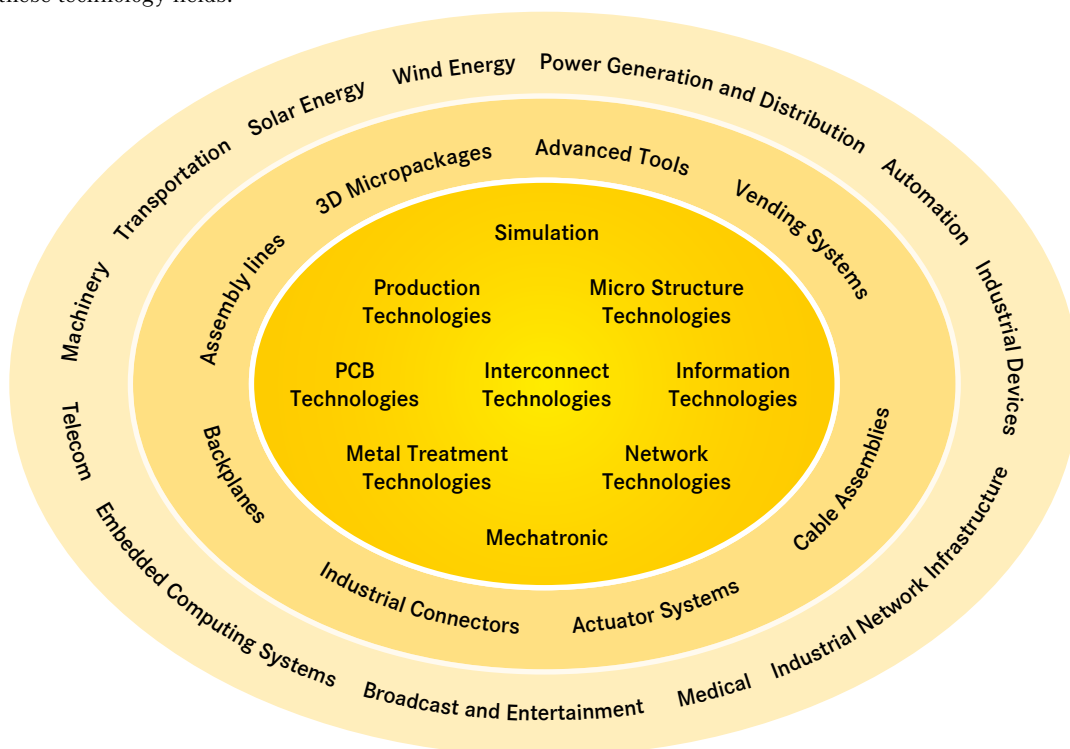 these technology fields.
Wind Energy
Power Generation and Distribution
Solar Energy
Automation
Transportation
Industrial Devices
Machinery
Telecom
Industrial Network Infrastructure
Embedded Computing Systems
Medical
Broadcast and Entertainment
3D Micropackages
Advanced Tools
Vending Systems
Assembly lines
Backplanes
Cable Assemblies
Industrial Connectors
Actuator Systems
Simulation
Production
Technologies
Micro Structure
Technologies
PCB
Technologies
Interconnect
Technologies
Information
Technologies
Metal Treatment
Technologies
Network
Technologies
Mechatronic